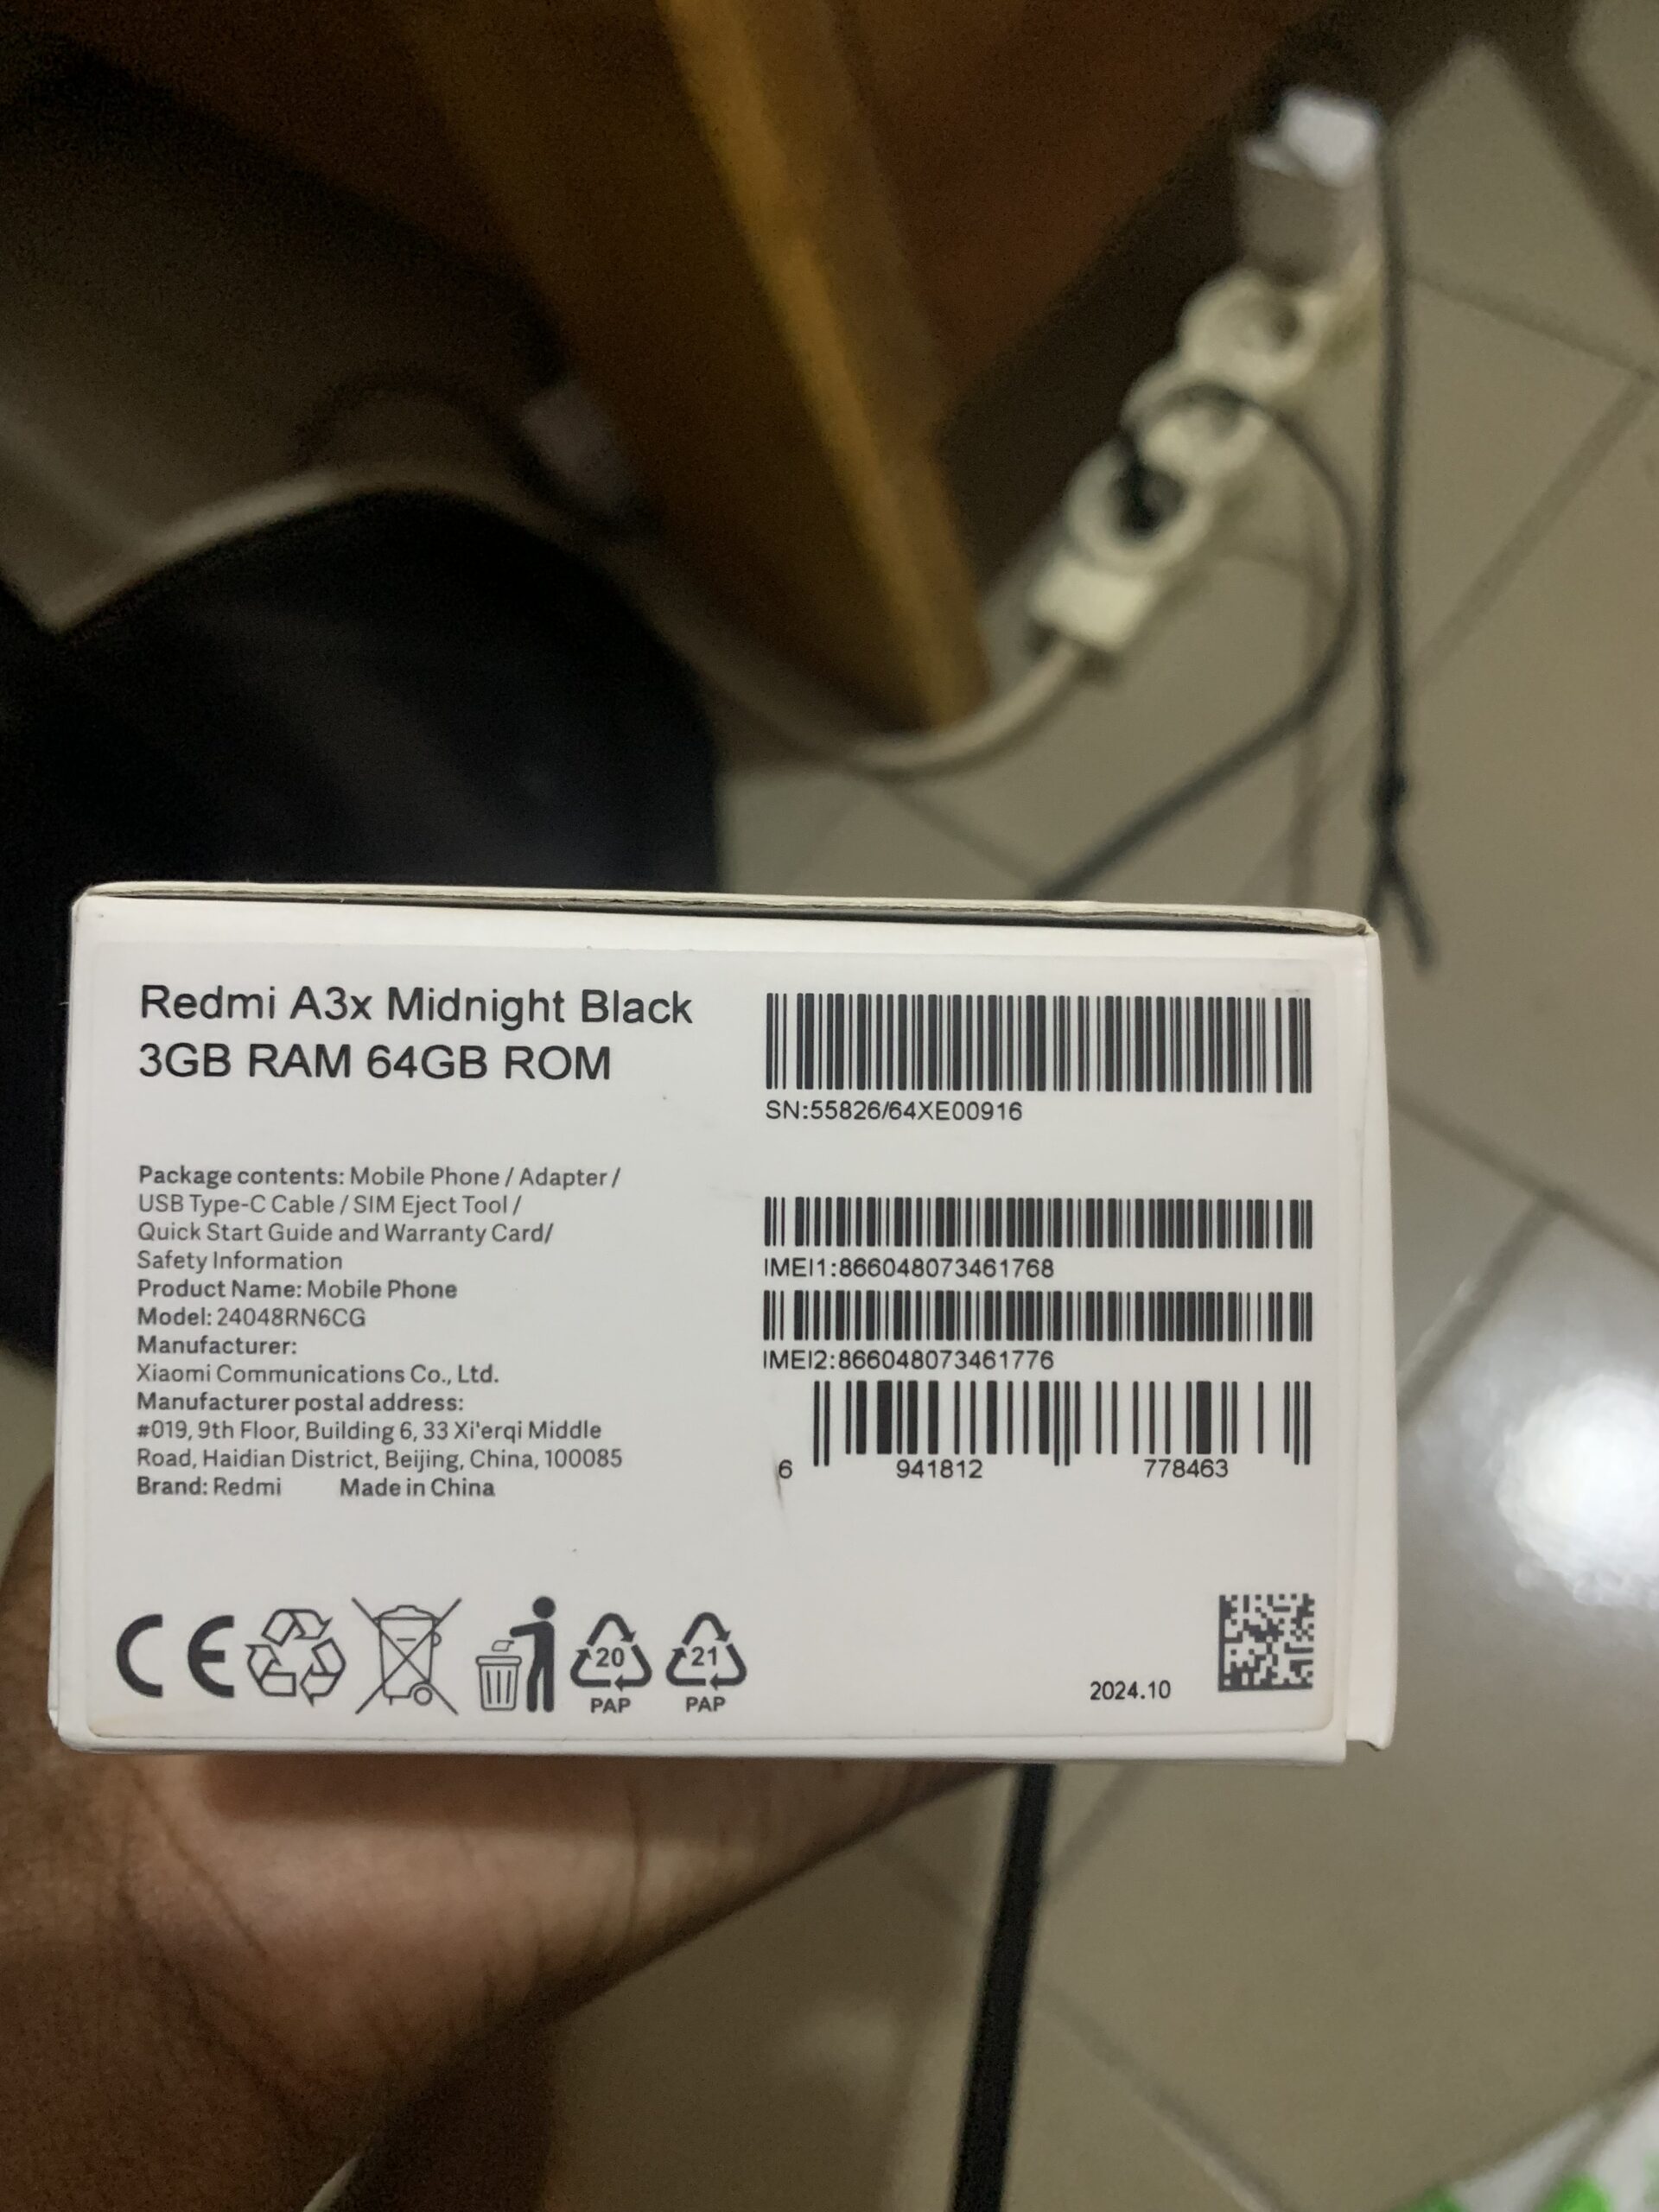 Redmi A3x Midnight Black
3GB RAM 64GB ROM
Package contents: Mobile Phone / Adapter /
USB Type-C Cable / SIM Eject Tool /
Quick Start Guide and Warranty Card/
Safety Information
Product Name: Mobile Phone
Model: 24048RN6CG
Manufacturer:
Xiaomi Communications Co., Ltd.
Manufacturer postal address:
#019, 9th Floor, Building 6, 33 Xi'erqi Middle
Road, Haidian District, Beijing, China, 100085
Brand: Redmi Made in China
SN:55826/64XE00916
IMEI1:866048073461768
IMEI2:866048073461776
6 941812 778463
CE
20 21
PAP PAP
2024.10